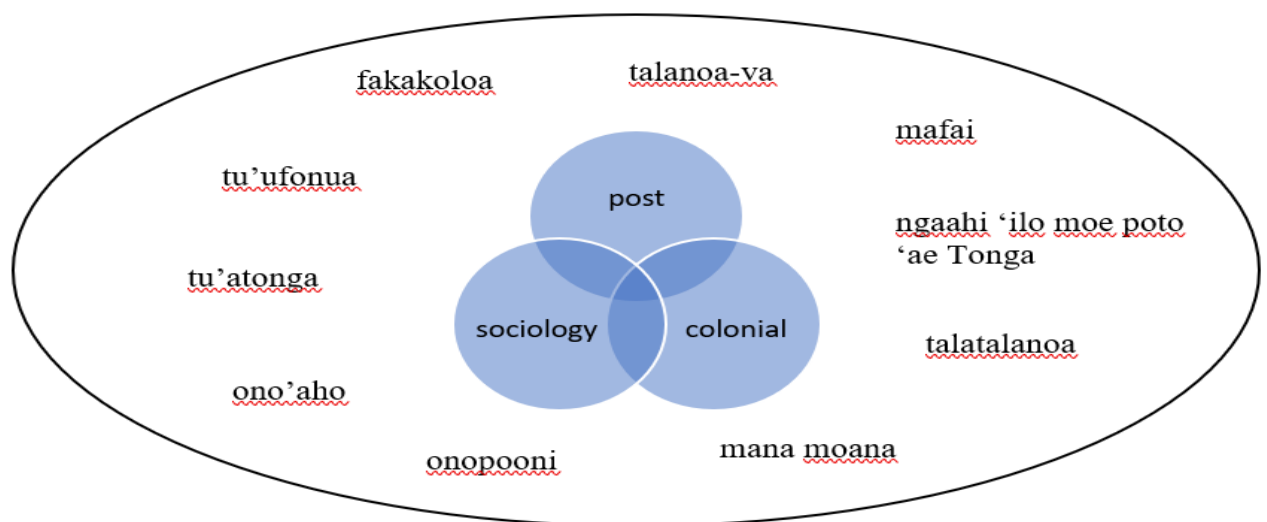 fakakoloa
talanoa-va
mafai
tu’ufonua
post
ngaahi ‘ilo moe poto
‘ae Tonga
tu’atonga
sociology
colonial
talatalanoa
ono’aho
onopooni
mana moana